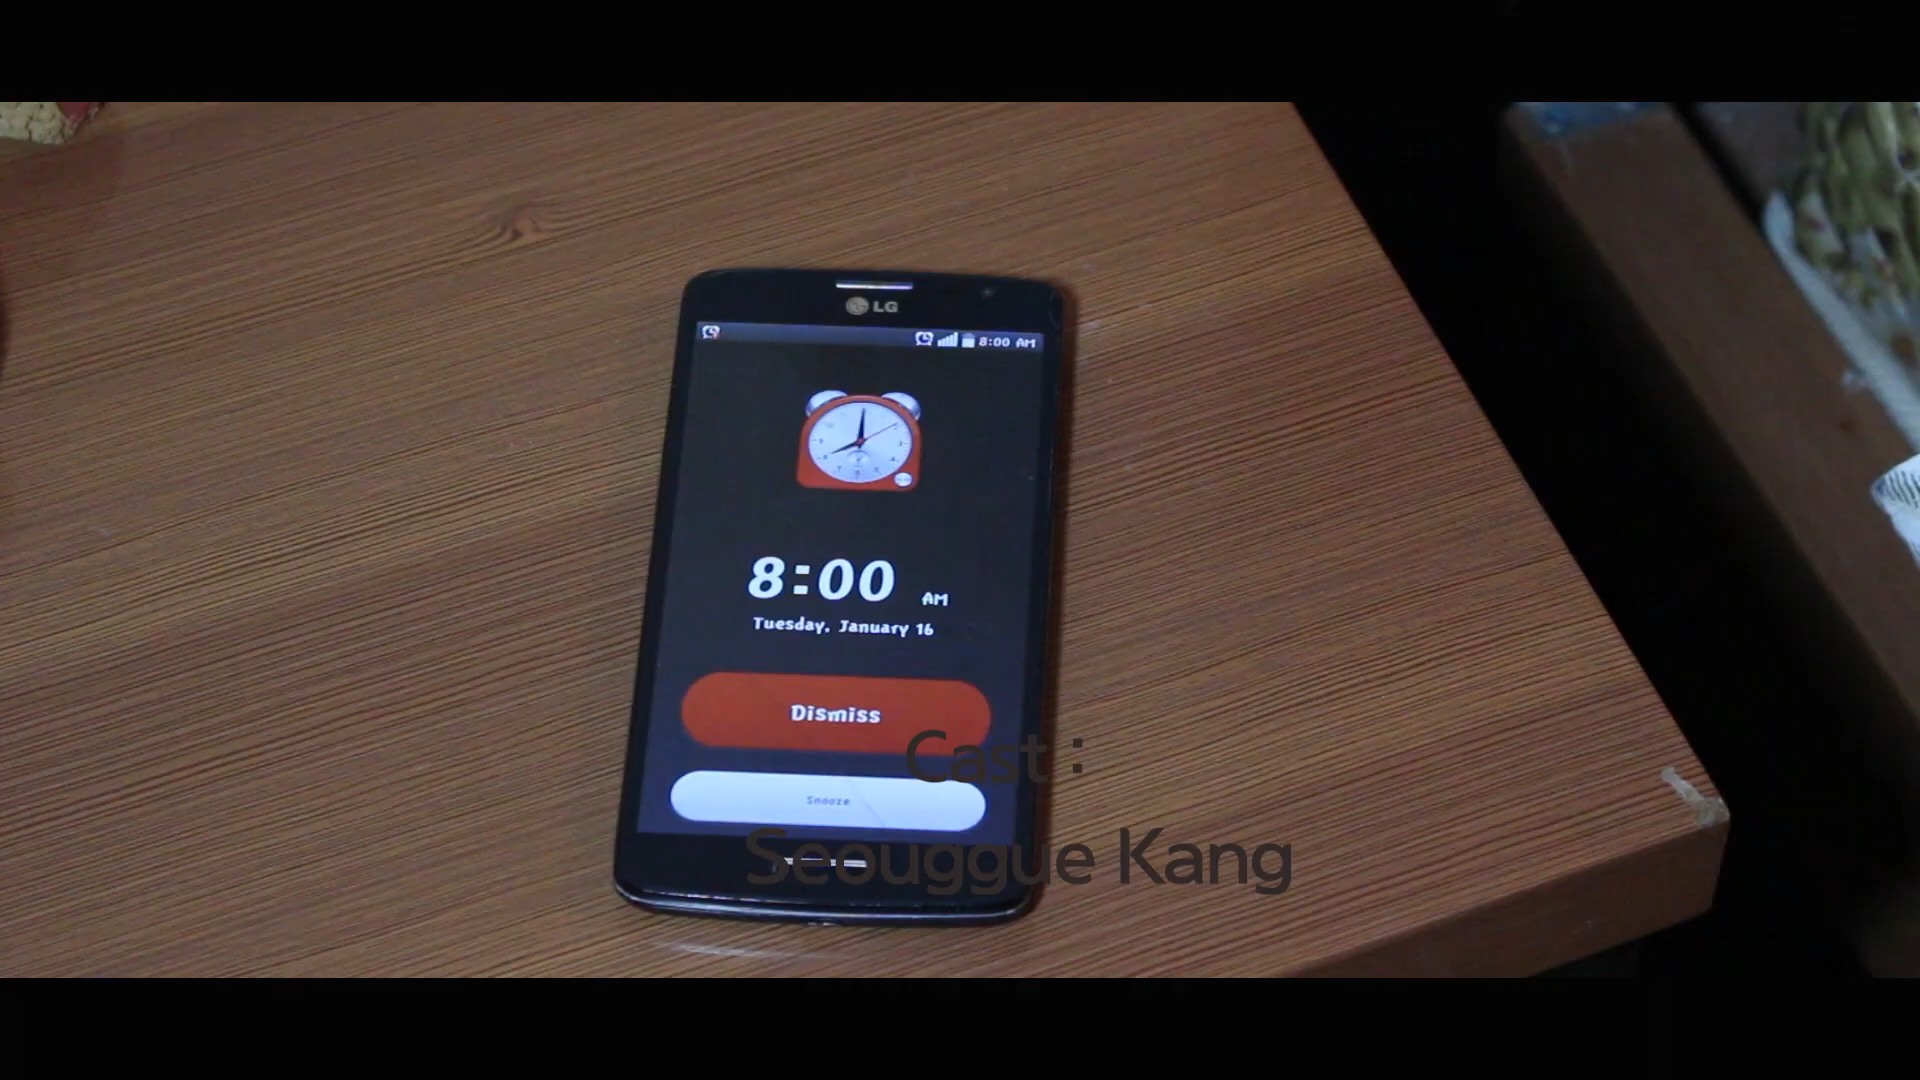 LG
8:00 AM
8:00 AM
Tuesday, January 16
Dismiss
Snooze
Cast :
Seouggue Kang